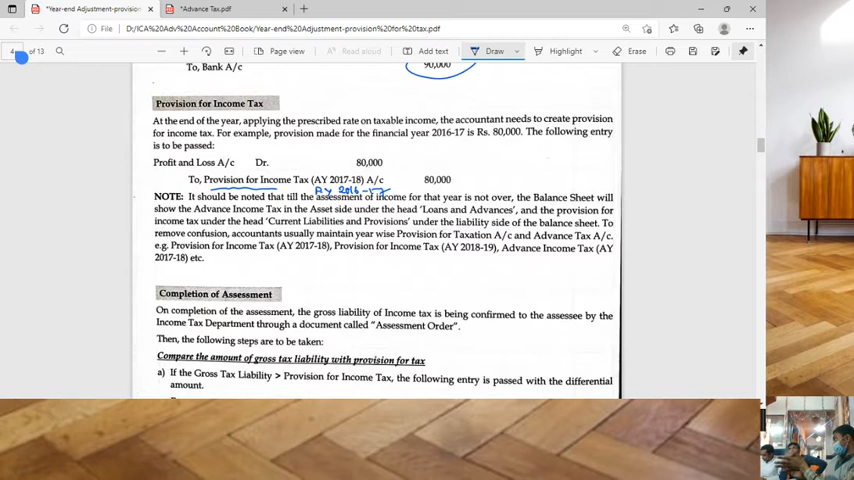 *Year-end Adjustment-provision
*Advance Tax.pdf
File
D:/ICA%20Adv%20Account%20Book/Year-end%20Adjustment-provision%20for%20tax.pdf
4
of 13
Page view
Read aloud
Add text
Draw
Highlight
Erase
To, Bank A/c
90,000
Provision for Income Tax
At the end of the year, applying the prescribed rate on taxable income, the accountant needs to create provision
for income tax. For example, provision made for the financial year 2016-17 is Rs. 80,000. The following entry
is to be passed:
Profit and Loss A/c Dr. 80,000
To, Provision for Income Tax (AY 2017-18) A/c 80,000
AY 2016-17
NOTE: It should be noted that till the assessment of income for that year is not over, the Balance Sheet will
show the Advance Income Tax in the Asset side under the head 'Loans and Advances', and the provision for
income tax under the head 'Current Liabilities and Provisions' under the liability side of the balance sheet. To
remove confusion, accountants usually maintain year wise Provision for Taxation A/c and Advance Tax A/c.
e.g. Provision for Income Tax (AY 2017-18), Provision for Income Tax (AY 2018-19), Advance Income Tax (AY
2017-18) etc.
Completion of Assessment
On completion of the assessment, the gross liability of Income tax is being confirmed to the assessee by the
Income Tax Department through a document called "Assessment Order".
Then, the following steps are to be taken:
Compare the amount of gross tax liability with provision for tax
a) If the Gross Tax Liability > Provision for Income Tax, the following entry is passed with the differential
amount.